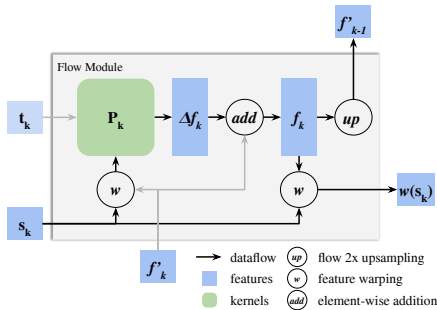 f'k-1
Flow Module
tk
Pk
Δfk
add
fk
up
w
w
w(sk)
sk
f'k
dataflow
up flow 2x upsampling
features
w feature warping
kernels
add element-wise addition